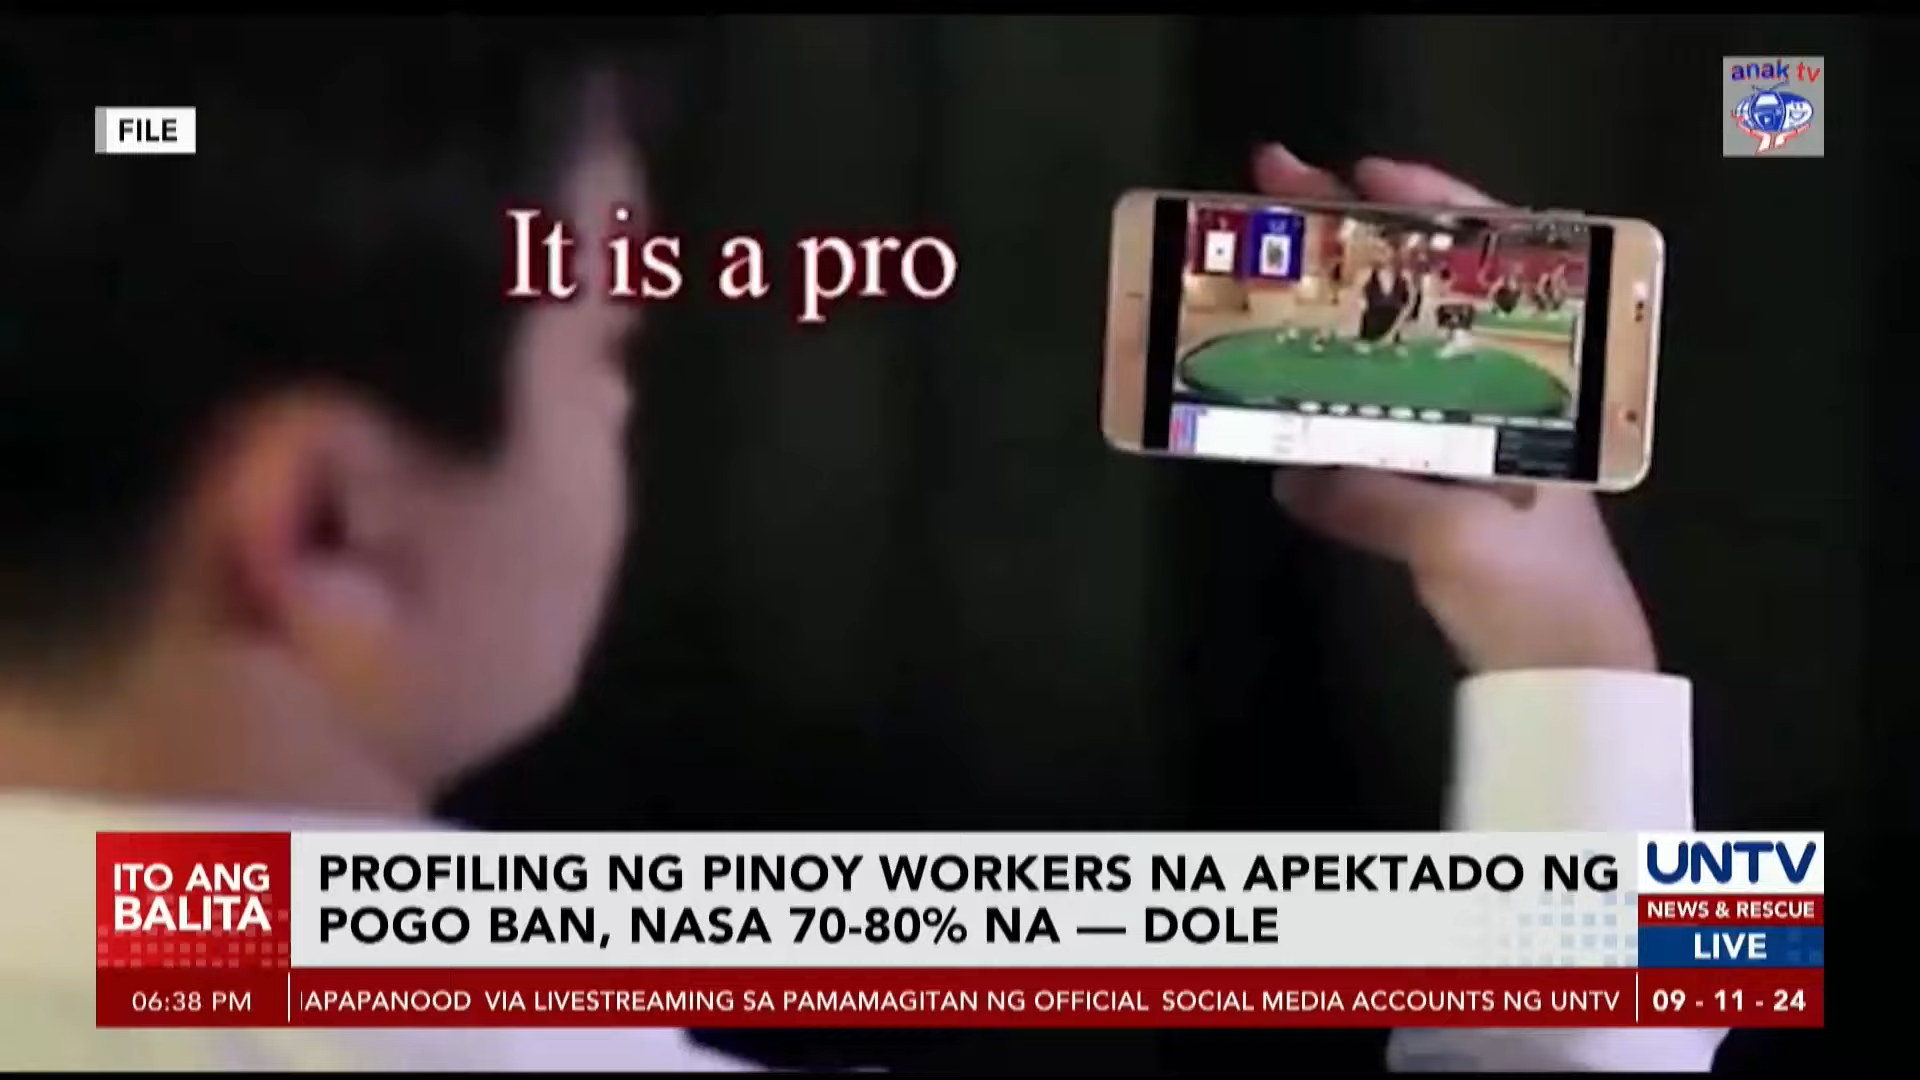 anak tv
FILE
It is a pro
ITO ANG
BALITA
PROFILING NG PINOY WORKERS NA APEKTADO NG
POGO BAN, NASA 70-80% NA — DOLE
UNTV
NEWS & RESCUE
LIVE
06:38 PM
VIA LIVESTREAMING SA PAMAMAGITAN NG OFFICIAL SOCIAL MEDIA ACCOUNTS NG UNTV
09 - 11 - 24